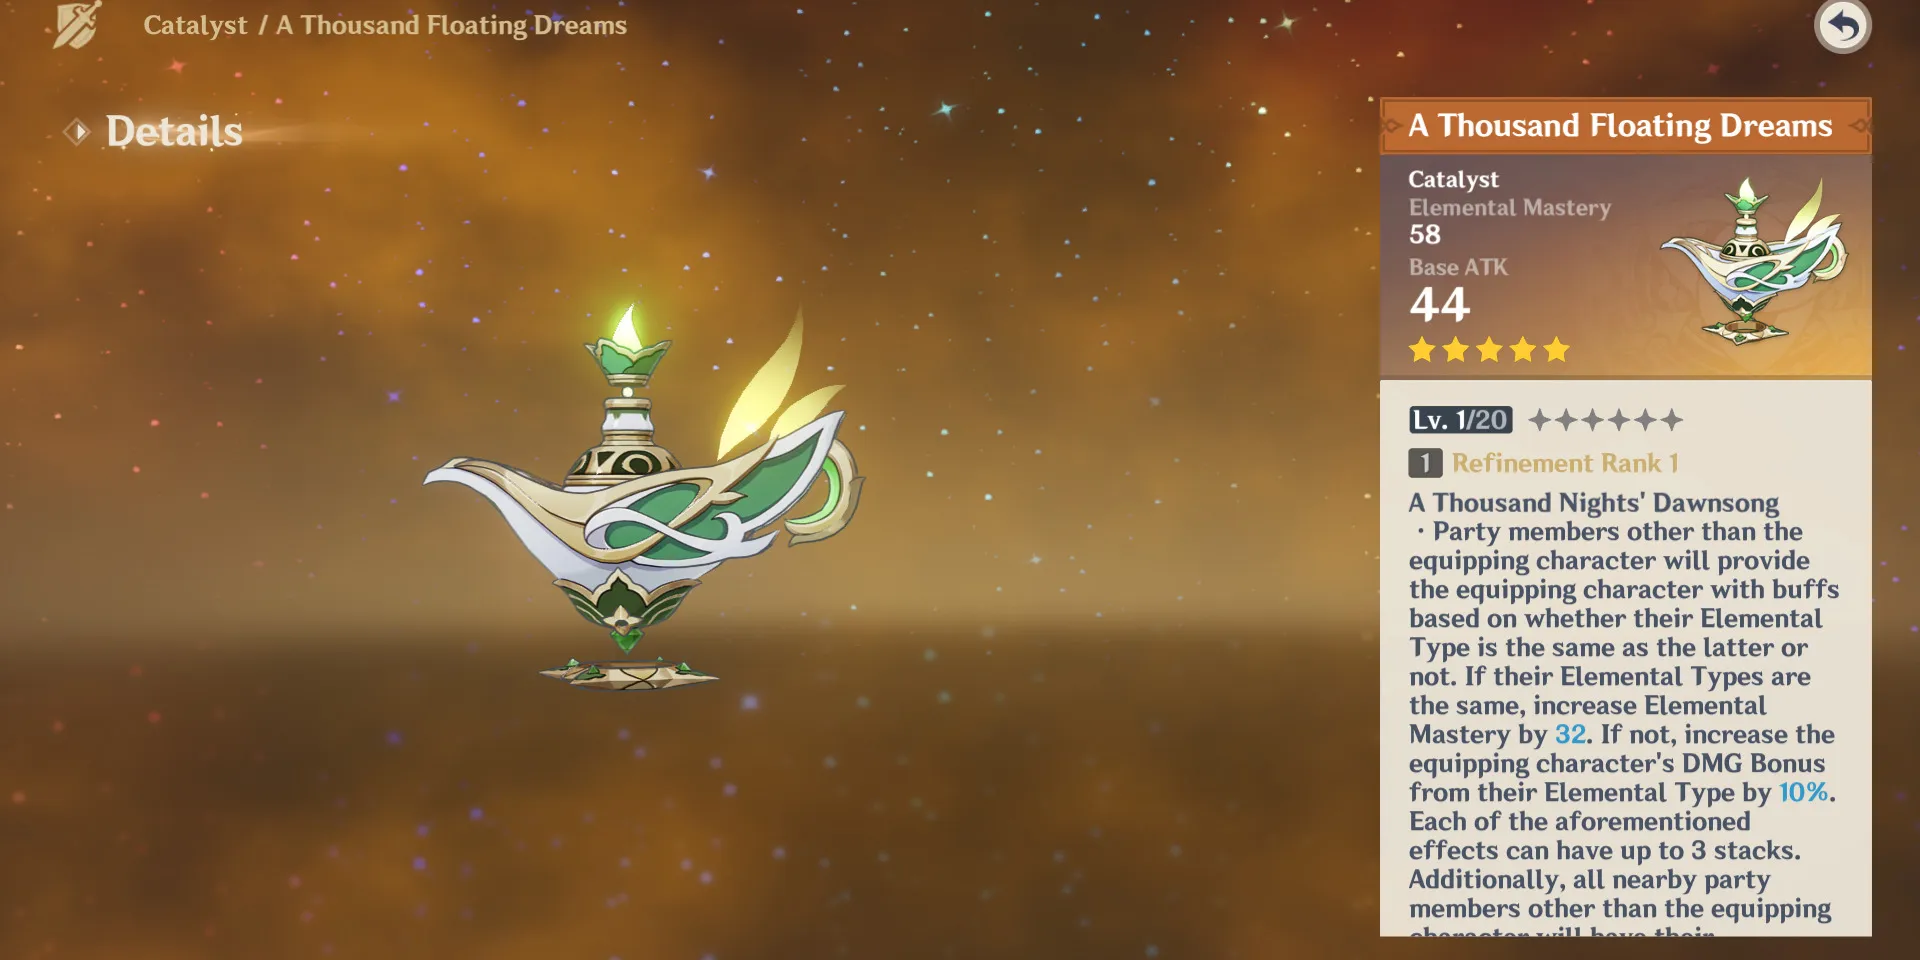 Catalyst / A Thousand Floating Dreams
Details
A Thousand Floating Dreams
Catalyst
Elemental Mastery
58
Base ATK
44
Lv. 1/20
1 Refinement Rank 1
A Thousand Nights' Dawnsong
· Party members other than the
equipping character will provide
the equipping character with buffs
based on whether their Elemental
Type is the same as the latter or
not. If their Elemental Types are
the same, increase Elemental
Mastery by 32. If not, increase the
equipping character's DMG Bonus
from their Elemental Type by 10%.
Each of the aforementioned
effects can have up to 3 stacks.
Additionally, all nearby party
members other than the equipping
character will have their